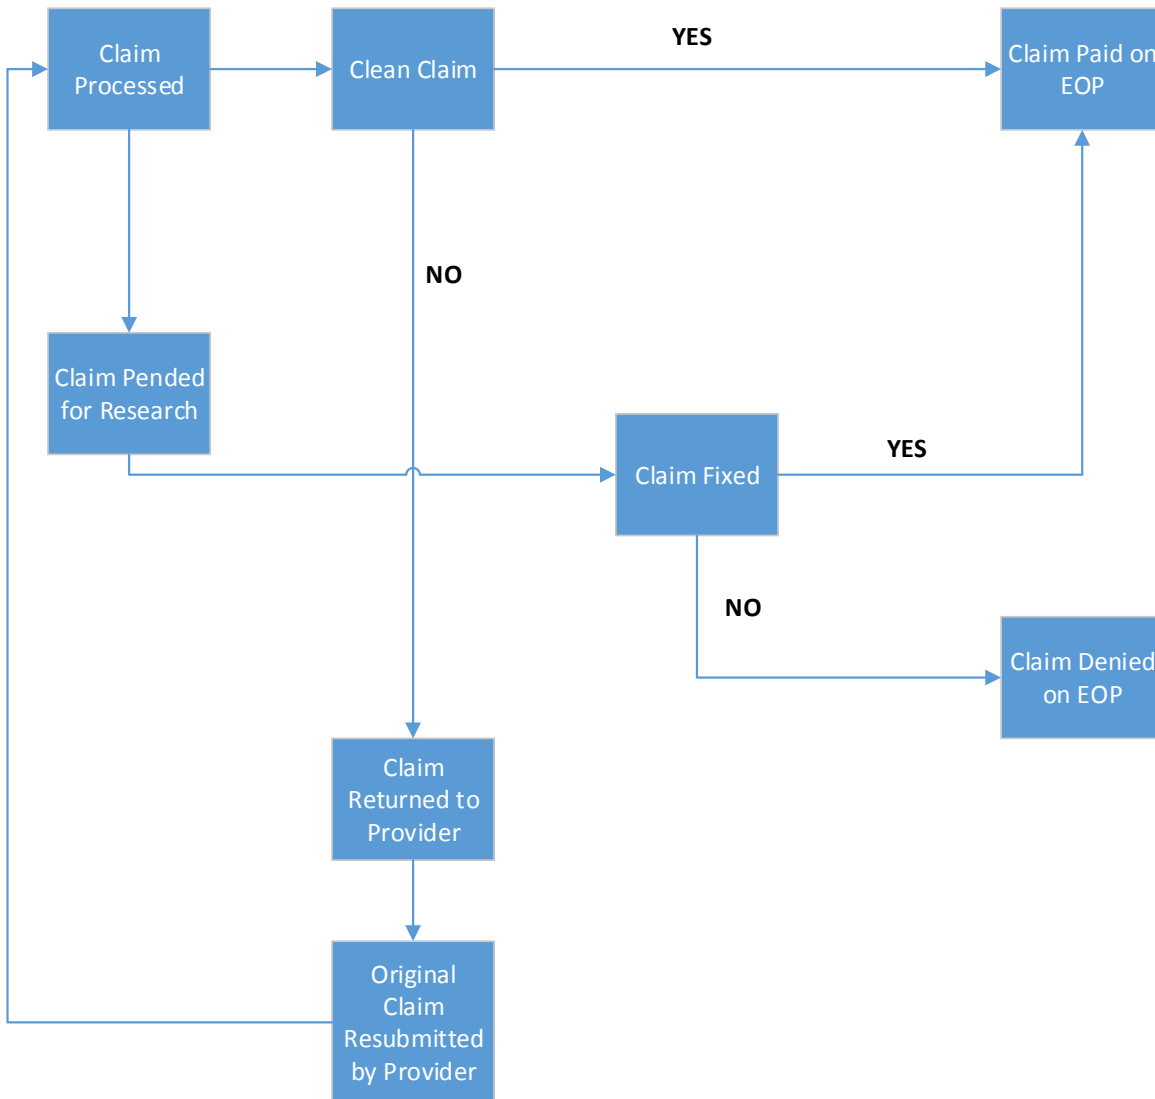 Claim
Processed
Clean Claim
YES
Claim Paid on
EOP
NO
Claim Pended
for Research
Claim Fixed
YES
NO
Claim Denied
on EOP
Claim
Returned to
Provider
Original
Claim
Resubmitted
by Provider